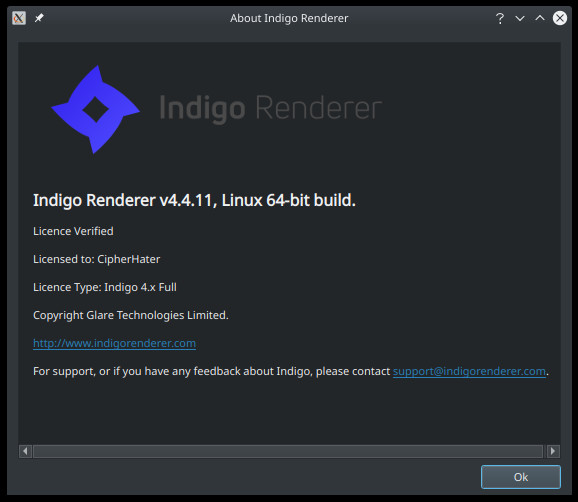 About Indigo Renderer
Indigo Renderer
Indigo Renderer v4.4.11, Linux 64-bit build.
Licence Verified
Licensed to: CipherHater
Licence Type: Indigo 4.x Full
Copyright Glare Technologies Limited.
http://www.indigorenderer.com
For support, or if you have any feedback about Indigo, please contact support@indigorenderer.com.
Ok